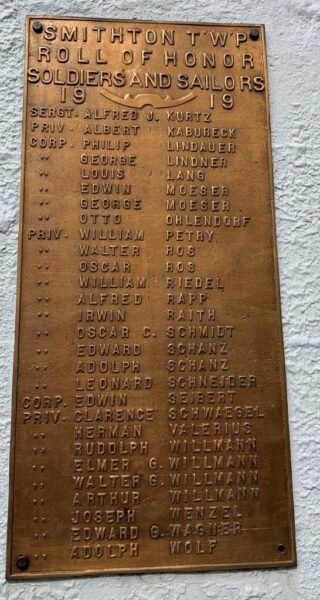 SMITHTON T'W'P
ROLL OF HONOR
SOLDIERS AND SAILORS
19 19
SERGT. ALFRED J. KURTZ
PRIV. ALBERT KABURECK
CORP. PHILIP LINDAUER
" GEORGE LINDNER
" LOUIS LANG
" EDWIN MOESER
" GEORGE MOESER
" OTTO OHLENDORF
PRIV. WILLIAM PETRY
" WALTER ROS
" OSCAR ROS
" WILLIAM RIEDEL
" ALFRED RAPP
" IRWIN RAITH
" OSCAR C. SCHMIDT
" EDWARD SCHANZ
" ADOLPH SCHANZ
" LEONARD SCHNEIDER
CORP. EDWIN SEIBERT
PRIV. CLARENCE SCHWAEGEL
" HERMAN VALERIUS
" RUDOLPH WILLMANN
" ELMER G. WILLMANN
" WALTER G. WILLMANN
" ARTHUR WILLMANN
" JOSEPH WENZEL
" EDWARD G. WAGNER
" ADOLPH WOLF